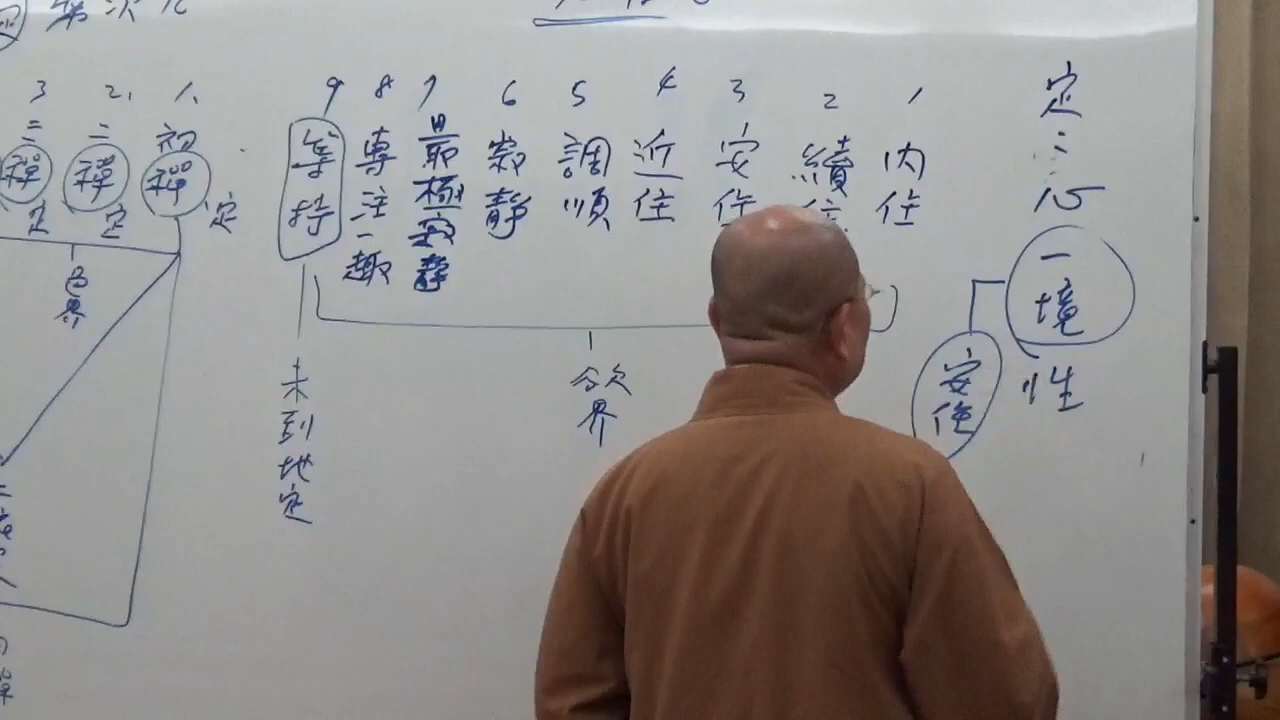 定：心一境性
安住
1 內住
2 續住
3 安住
4 近住
5 調順
6 寂靜
7 最極寂靜
8 專注一趣
9 等持
欲界
未到地定
1、初禪定
2、二禪定
3 三禪定
色界